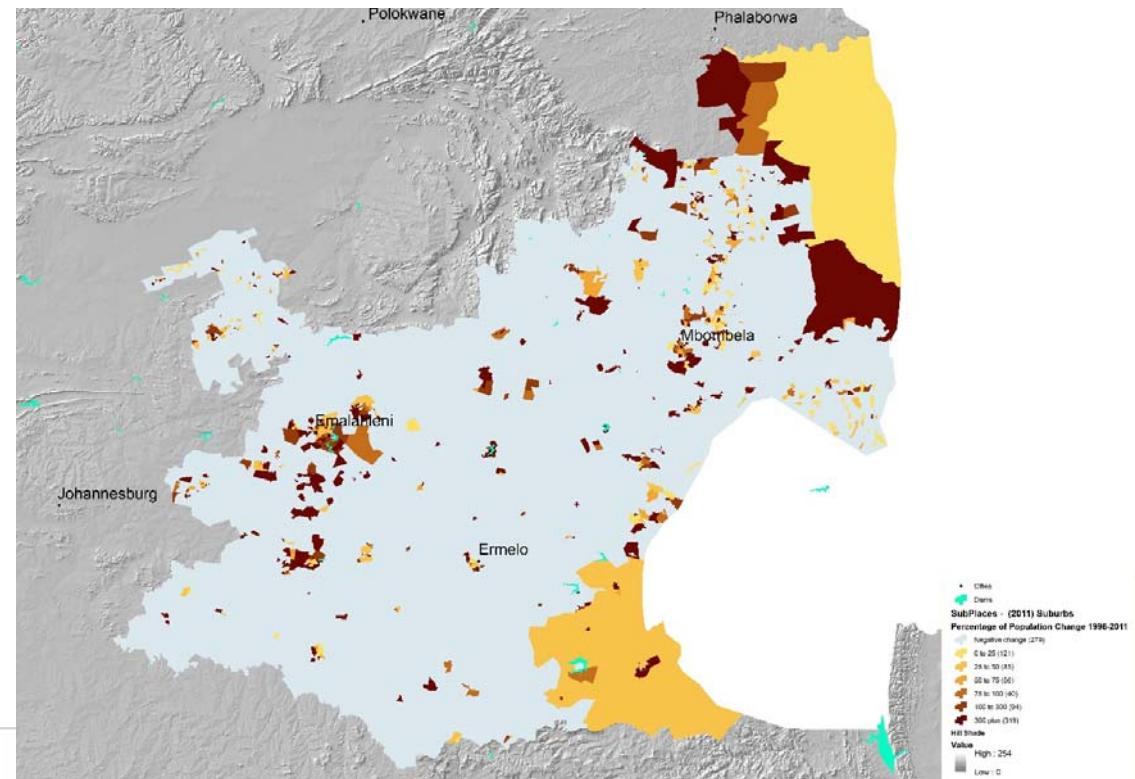 Polokwane
Phalaborwa
Mbombela
Emalahleni
Johannesburg
Ermelo
Cities
Dams
SubPlaces - (2011) Suburbs
Percentage of Population Change 1996-2011
Negative change (279)
0 to 25 (121)
25 to 50 (83)
50 to 75 (56)
75 to 100 (40)
100 to 300 (94)
300 plus (319)
Hill Shade
Value
High : 254
Low : 0